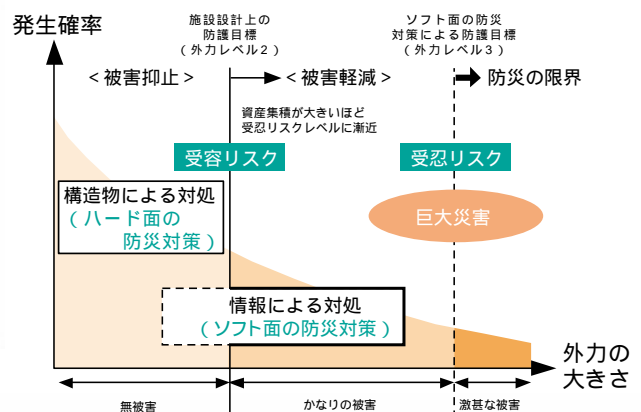 発生確率
施設設計上の
防護目標
(外力レベル2)
ソフト面の防災
対策による防護目標
(外力レベル3)
<被害抑止>
<被害軽減>
防災の限界
資産集積が大きいほど
受忍リスクレベルに漸近
受容リスク
受忍リスク
構造物による対処
(ハード面の
防災対策)
巨大災害
情報による対処
(ソフト面の防災対策)
外力の
大きさ
無被害
かなりの被害
激甚な被害